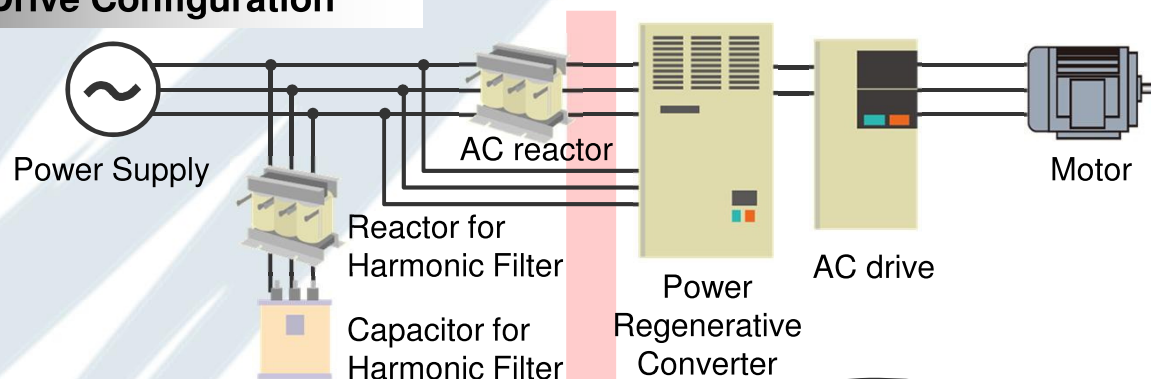 Drive Configuration
Power Supply
AC reactor
Motor
Reactor for
Harmonic Filter
AC drive
Power
Regenerative
Converter
Capacitor for
Harmonic Filter